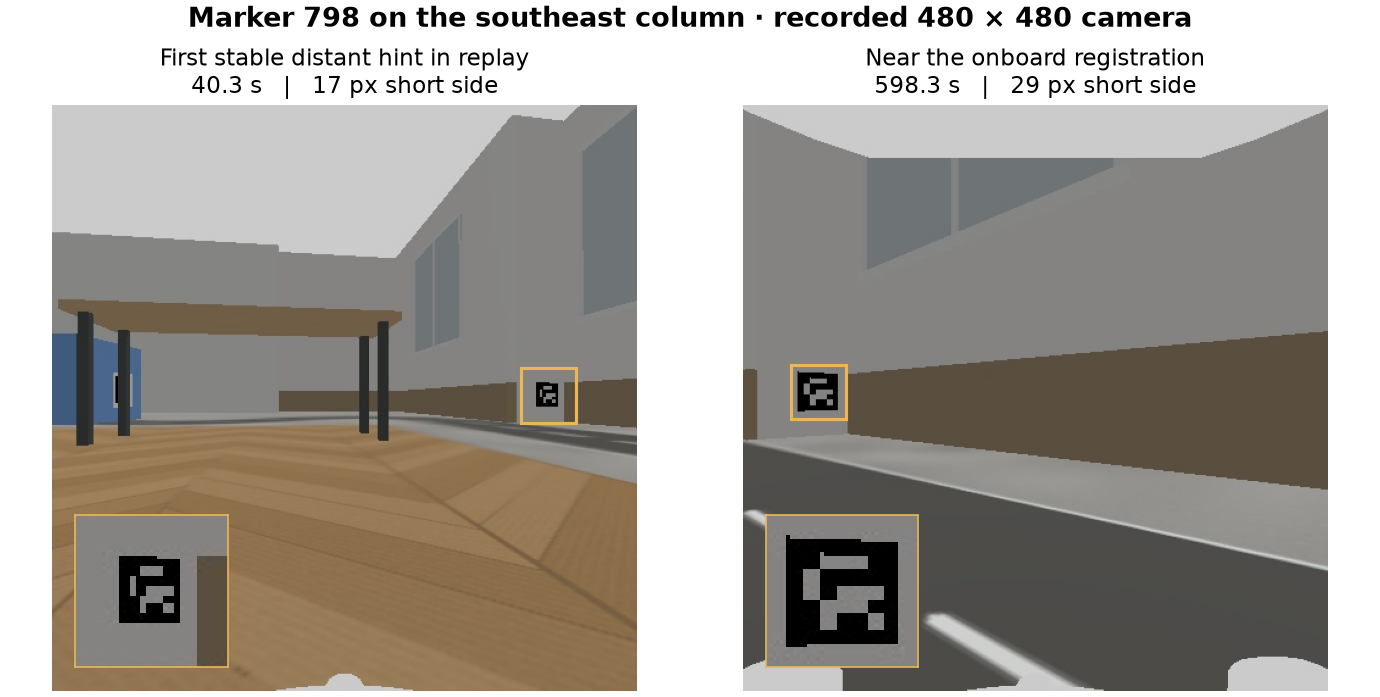 Marker 798 on the southeast column · recorded 480 × 480 camera
First stable distant hint in replay
40.3 s | 17 px short side
Near the onboard registration
598.3 s | 29 px short side